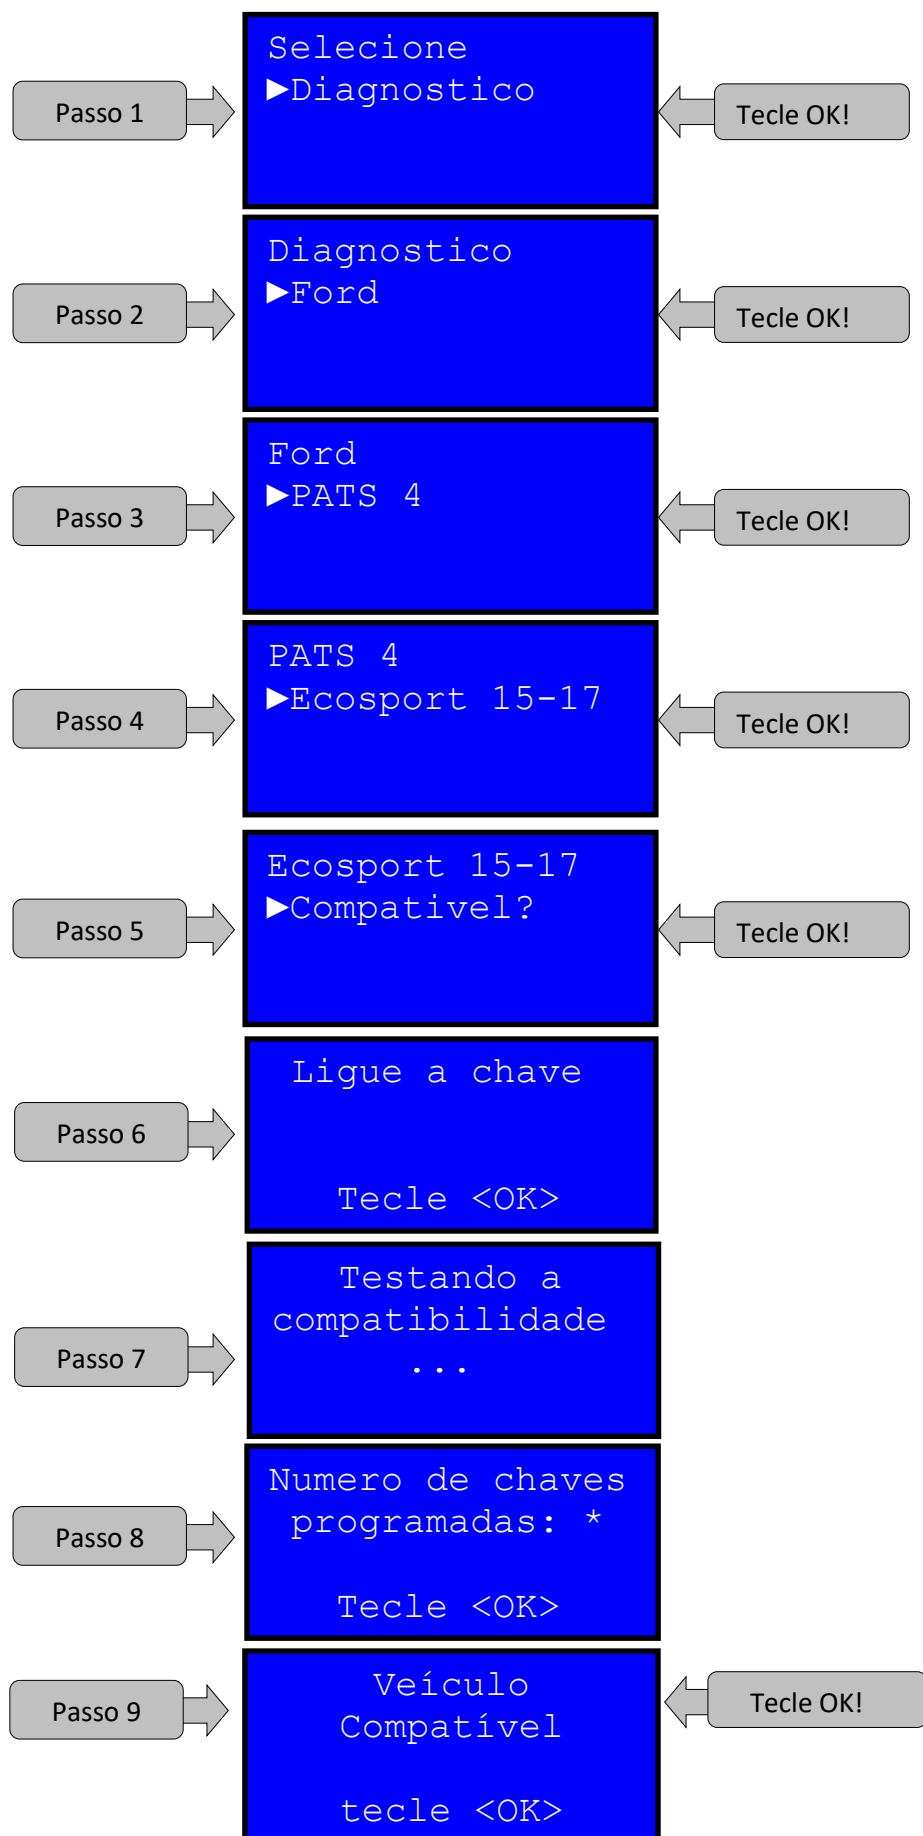 Passo 1
Selecione
►Diagnostico
Tecle OK!
Passo 2
Diagnostico
►Ford
Tecle OK!
Passo 3
Ford
►PATS 4
Tecle OK!
Passo 4
PATS 4
►Ecosport 15-17
Tecle OK!
Passo 5
Ecosport 15-17
►Compativel?
Tecle OK!
Passo 6
Ligue a chave
Tecle <OK>
Passo 7
Testando a
compatibilidade
...
Passo 8
Numero de chaves
programadas: *
Tecle <OK>
Passo 9
Veículo
Compatível
tecle <OK>
Tecle OK!